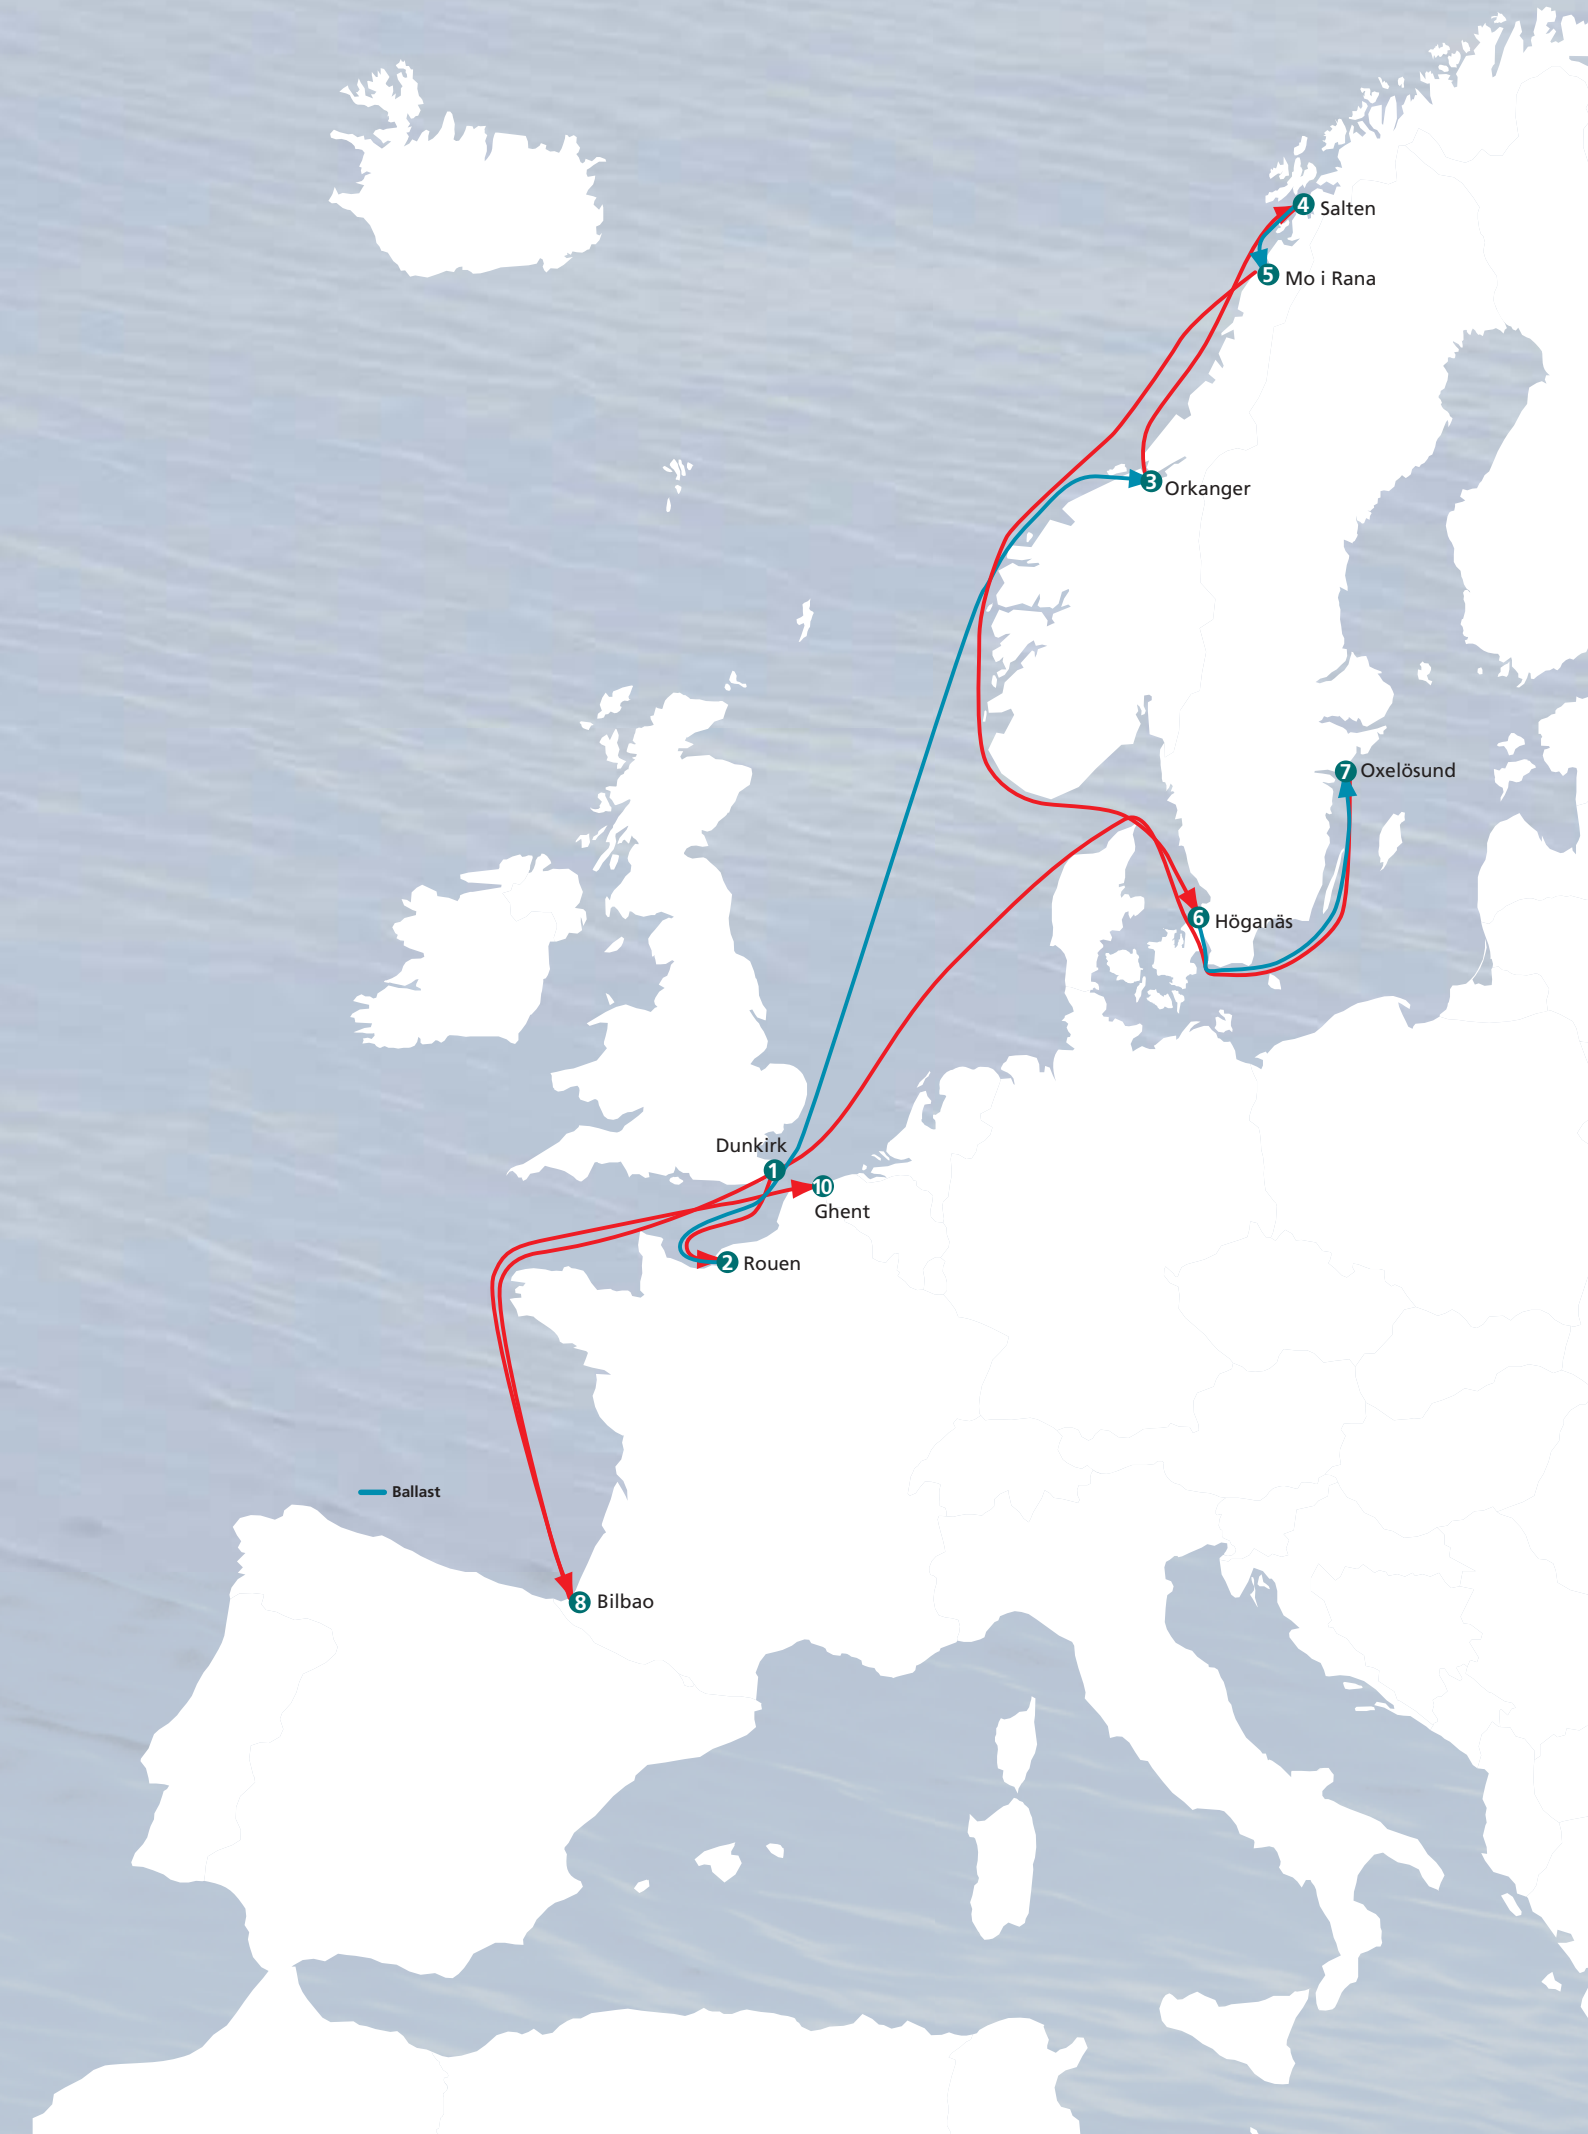 4 Salten
5 Mo i Rana
3 Orkanger
7 Oxelösund
6 Höganäs
Dunkirk
1
10
Ghent
2 Rouen
Ballast
8 Bilbao